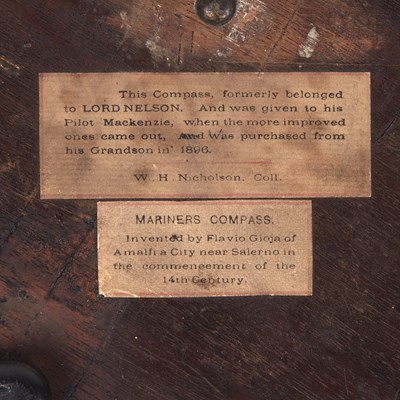 This Compass, formerly belonged
to LORD NELSON. And was given to his
Pilot Mackenzie, when the more improved
ones came out, And Was purchased from
his Grandson in' 1896.
W. H. Nicholson, Coll.
MARINERS COMPASS.
Invented by Flavio Gioja of
Amalfi a City near Salerno in
the commencement of the
14th Century.